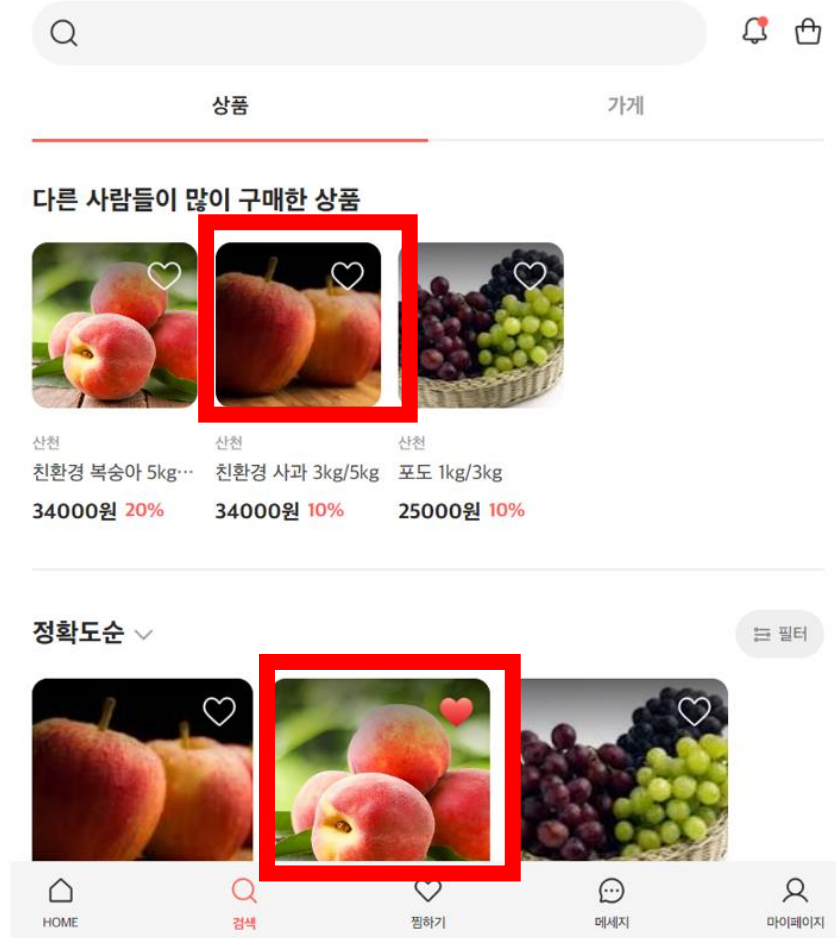 상품
가게
다른 사람들이 많이 구매한 상품
산천
친환경 복숭아 5kg…
34000원 20%
산천
친환경 사과 3kg/5kg
34000원 10%
산천
포도 1kg/3kg
25000원 10%
정확도순
필터
HOME
검색
찜하기
메세지
마이페이지